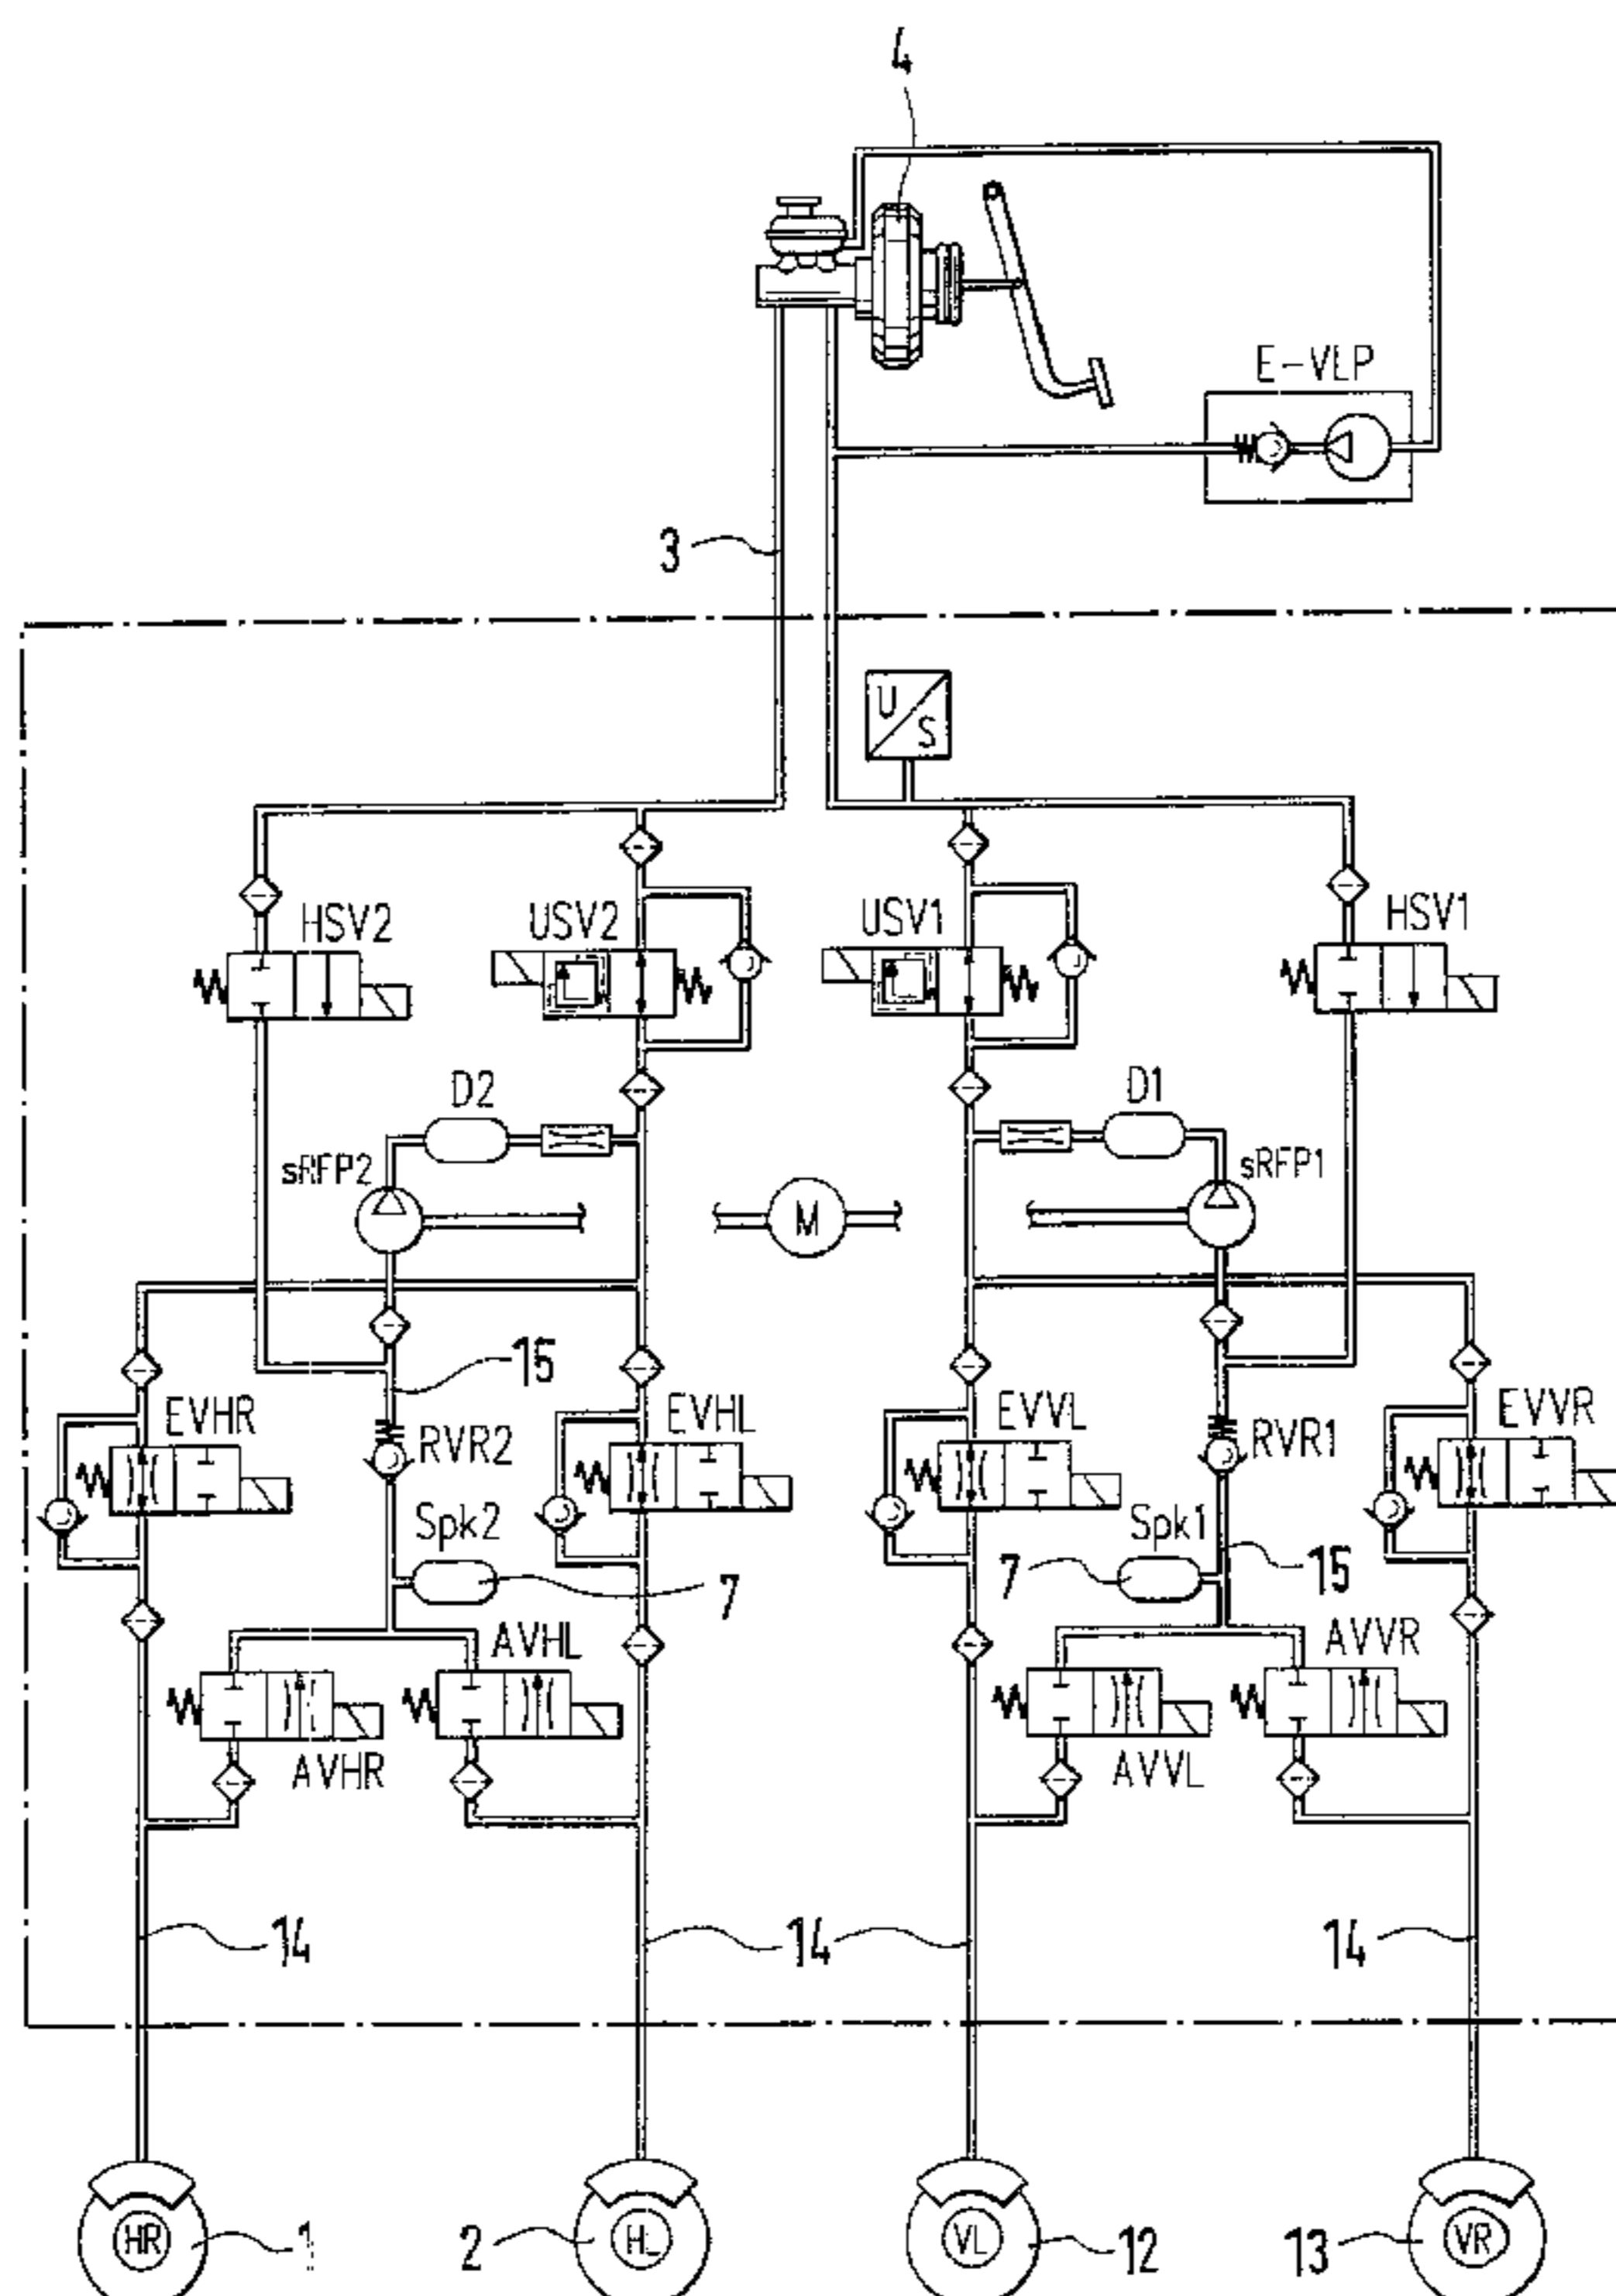 4
E-VLP
3
U
S
HSV2
USV2
USV1
HSV1
D2
D1
sRFP2
sRFP1
M
15
EVHR
EVHL
EVVL
EVVR
RVR2
RVR1
Spk2
Spk1
7
7
15
AVHL
AVVR
AVHR
AVVL
14
14
14
HR
1
2
HL
VL
12
13
VR